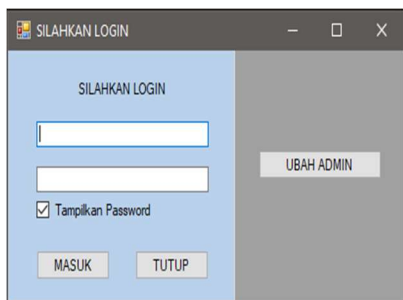 SILAHKAN LOGIN
SILAHKAN LOGIN
UBAH ADMIN
Tampilkan Password
MASUK TUTUP